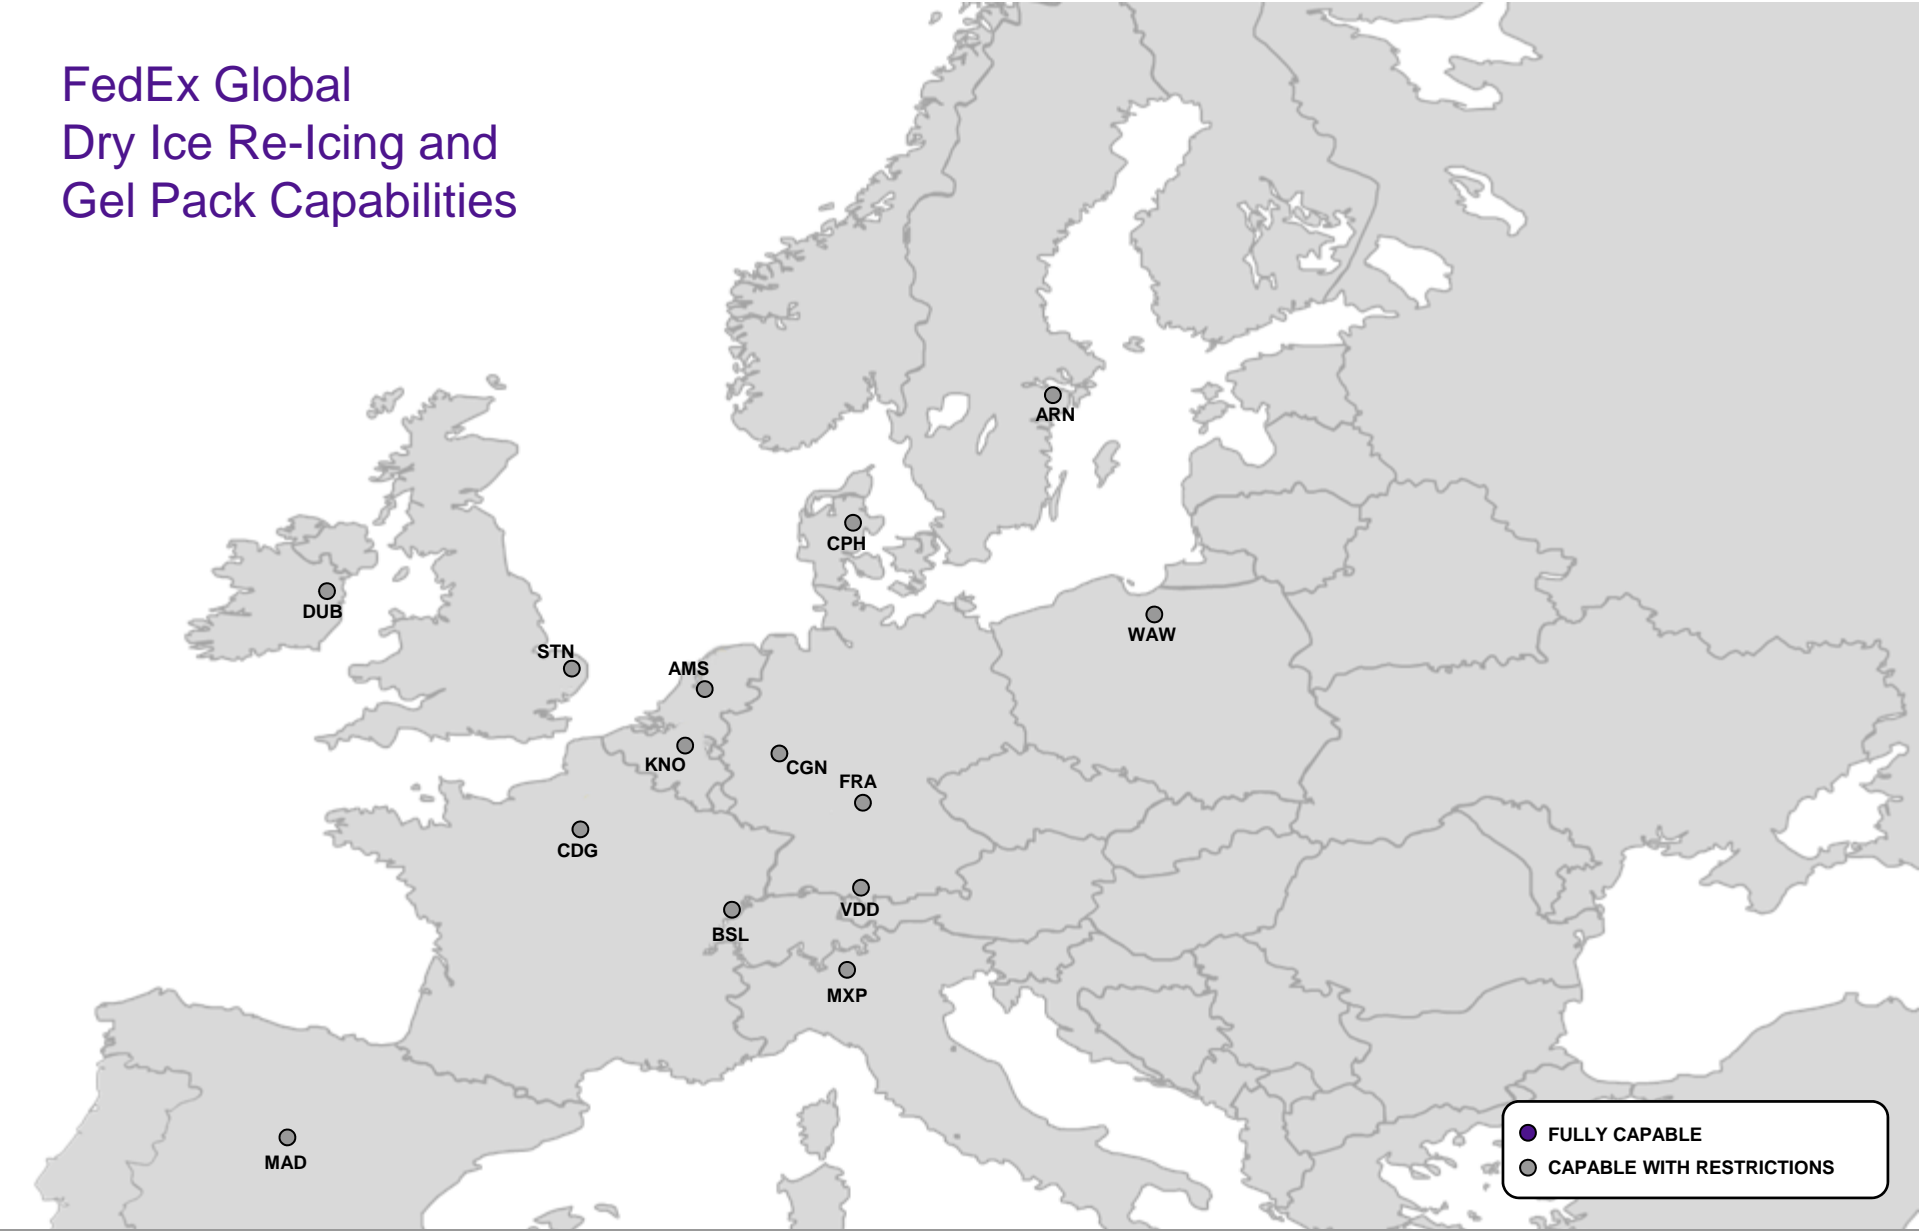 FedEx Global
Dry Ice Re-Icing and
Gel Pack Capabilities
ARN
CPH
DUB
WAW
STN
AMS
KNO
CGN
FRA
CDG
VDD
BSL
MXP
MAD
FULLY CAPABLE
CAPABLE WITH RESTRICTIONS